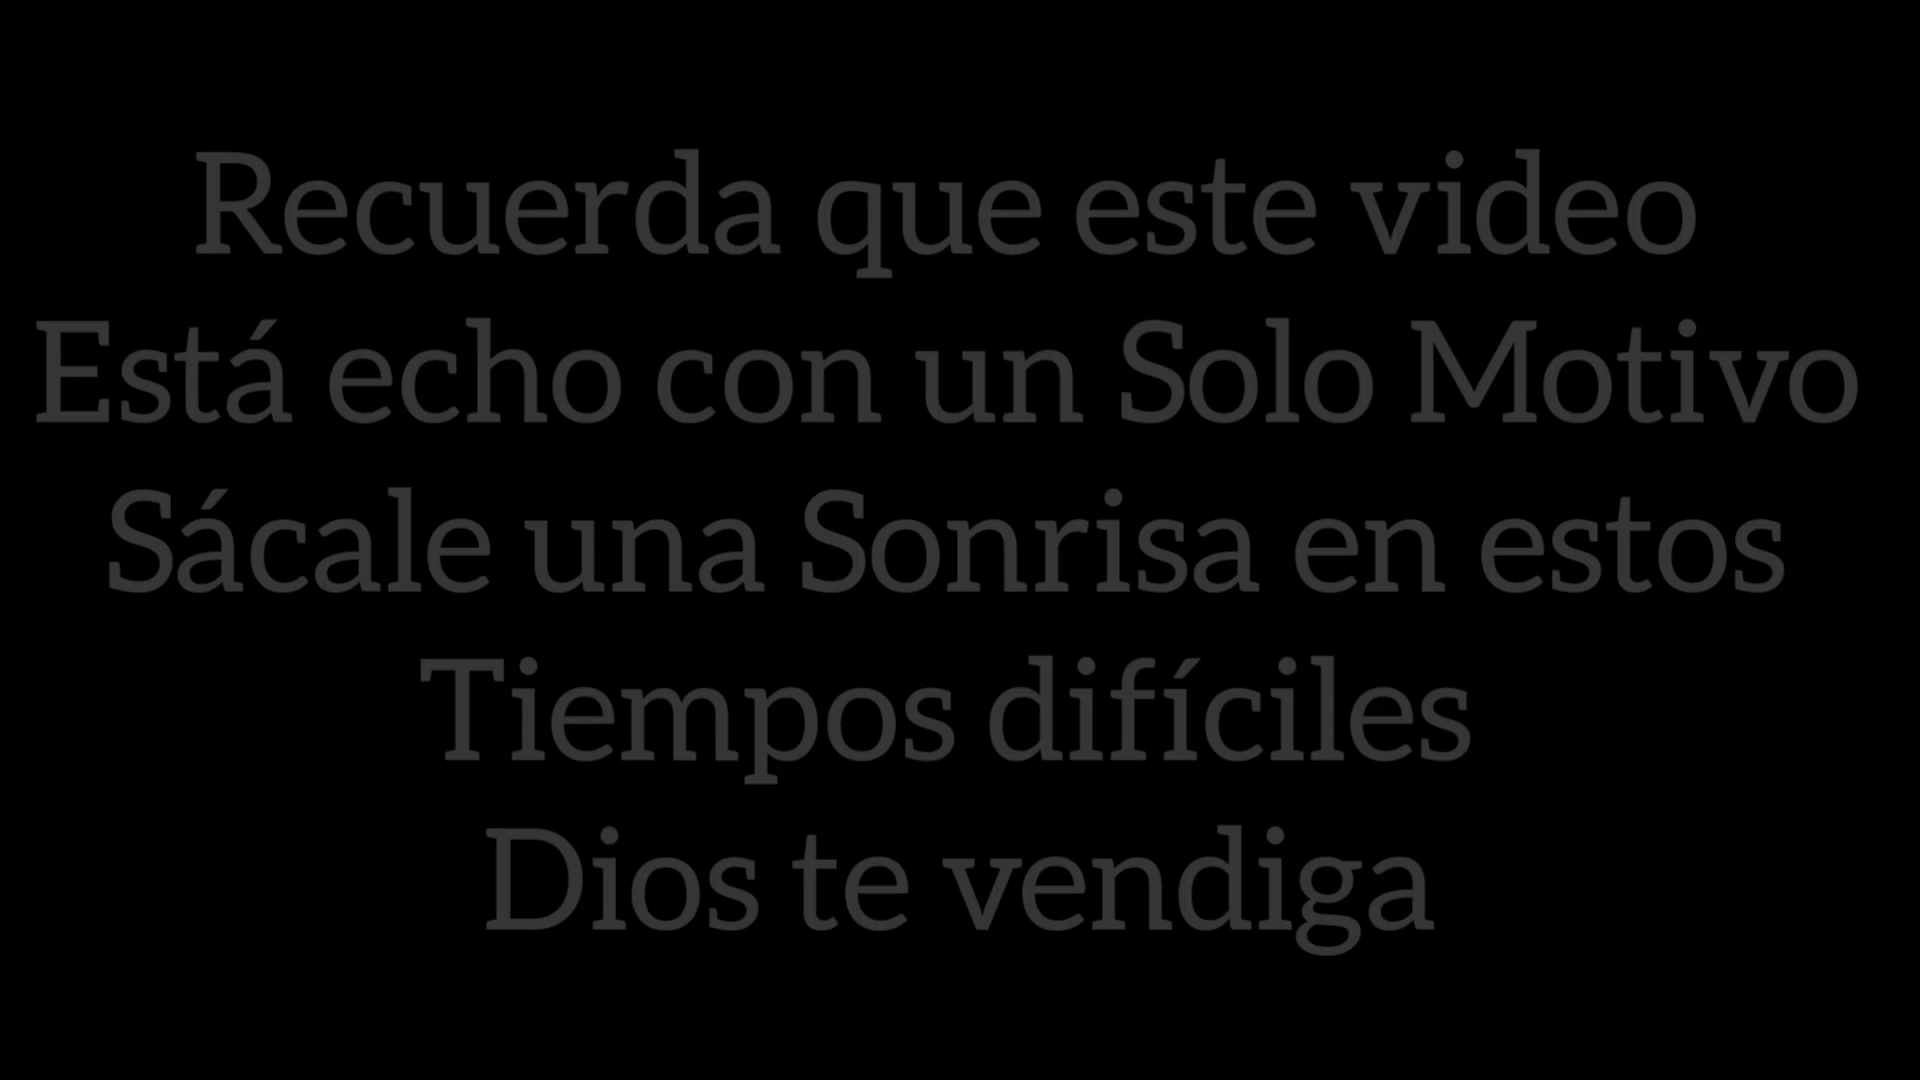 Recuerda que este video
Está echo con un Solo Motivo
Sácale una Sonrisa en estos
Tiempos difíciles
Dios te vendiga